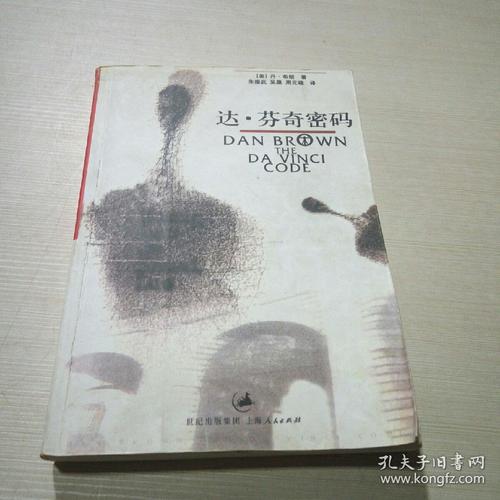 [美] 丹·布朗 著
朱振武 吴晟 周元晓 译
达·芬奇密码
DAN BROWN
THE
DA VINCI
CODE
世纪出版集团 上海人民出版社
孔夫子旧书网
www.kongfz.com